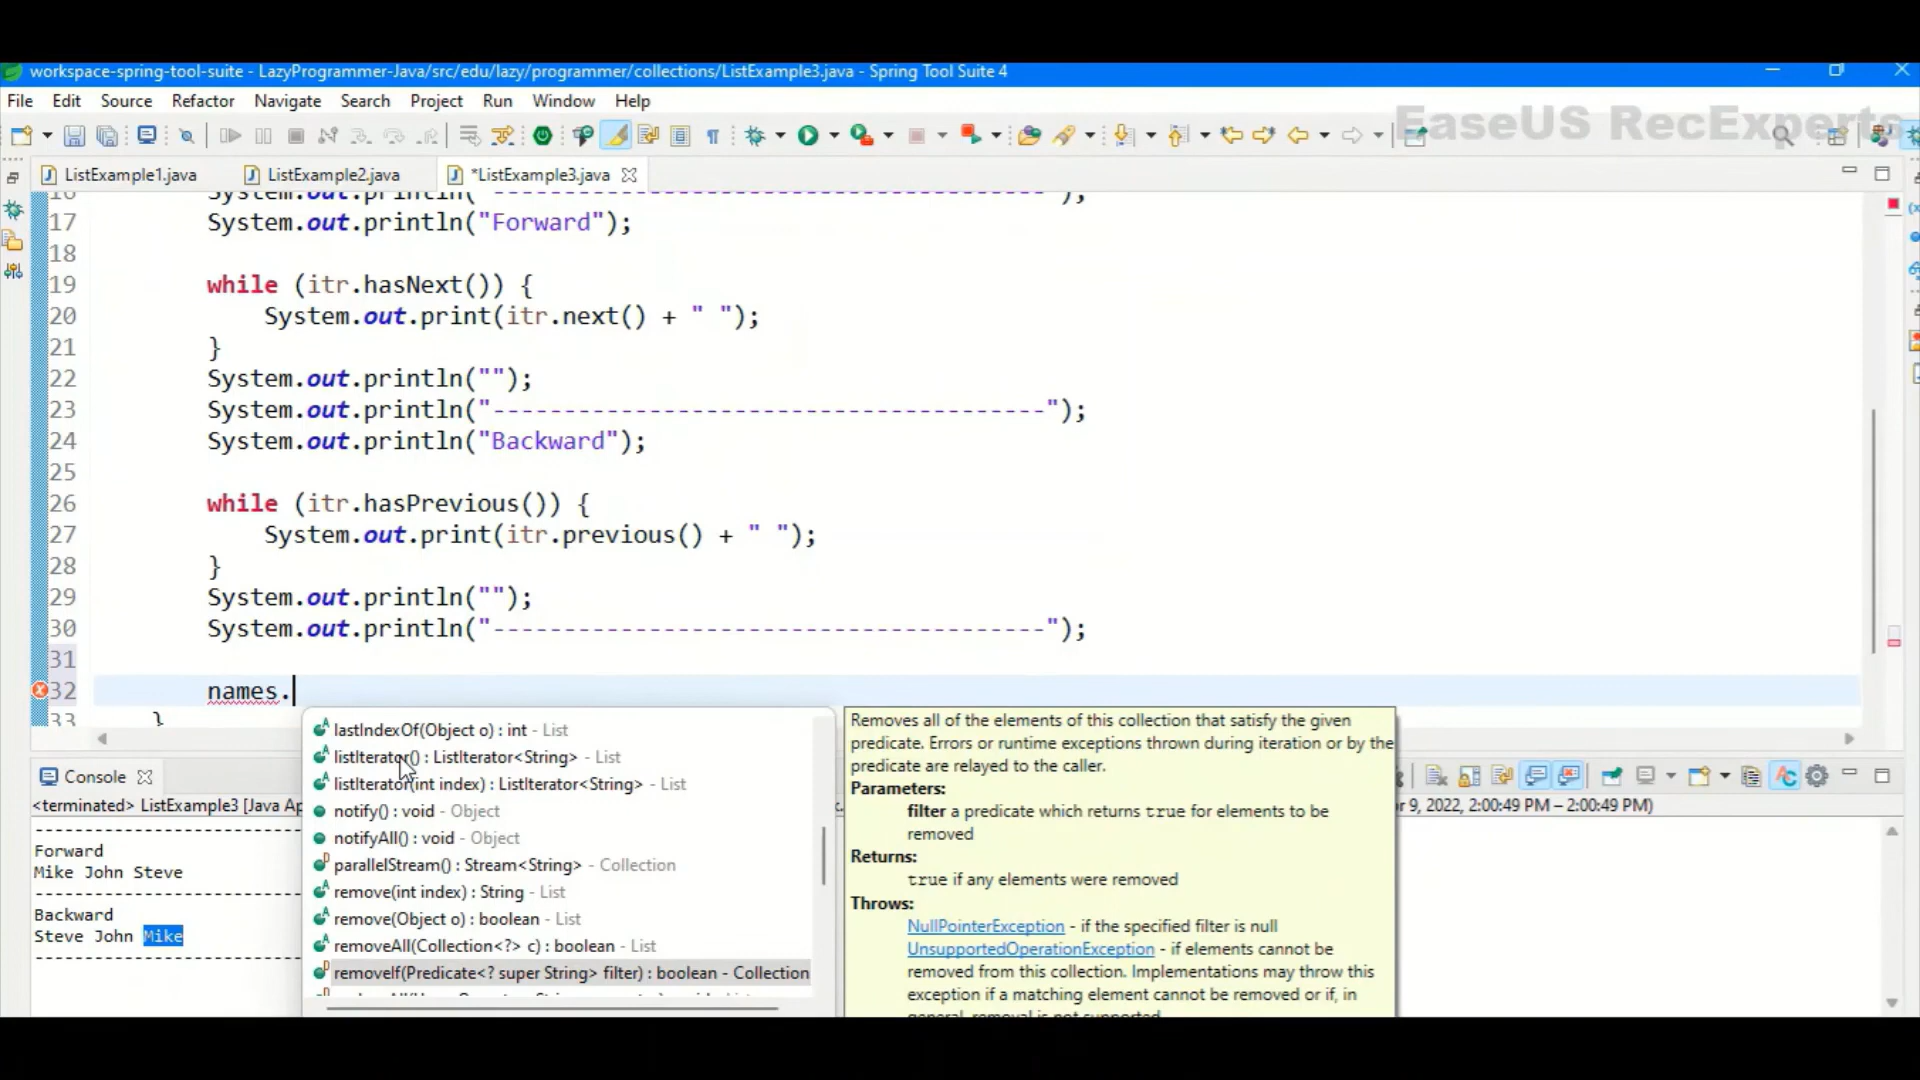 workspace-spring-tool-suite - LazyProgrammer-Java/src/edu/lazy/programmer/collections/ListExample3.java - Spring Tool Suite 4
File Edit Source Refactor Navigate Search Project Run Window Help
EaseUS RecExperts
ListExample1.java ListExample2.java *ListExample3.java
16 System.out.println("---------------------------------------");
17 System.out.println("Forward");
18
19 while (itr.hasNext()) {
20 System.out.print(itr.next() + " ");
21 }
22 System.out.println("");
23 System.out.println("---------------------------------------");
24 System.out.println("Backward");
25
26 while (itr.hasPrevious()) {
27 System.out.print(itr.previous() + " ");
28 }
29 System.out.println("");
30 System.out.println("---------------------------------------");
31
32 names.
33 }
lastIndexOf(Object o) : int - List
listIterator() : ListIterator<String> - List
listIterator(int index) : ListIterator<String> - List
notify() : void - Object
notifyAll() : void - Object
parallelStream() : Stream<String> - Collection
remove(int index) : String - List
remove(Object o) : boolean - List
removeAll(Collection<?> c) : boolean - List
removeIf(Predicate<? super String> filter) : boolean - Collection
Removes all of the elements of this collection that satisfy the given
predicate. Errors or runtime exceptions thrown during iteration or by the
predicate are relayed to the caller.
Parameters:
filter a predicate which returns true for elements to be
removed
Returns:
true if any elements were removed
Throws:
NullPointerException - if the specified filter is null
UnsupportedOperationException - if elements cannot be
removed from this collection. Implementations may throw this
exception if a matching element cannot be removed or if, in
general, removal is not supported.
Console
<terminated> ListExample3 [Java Ap
r 9, 2022, 2:00:49 PM – 2:00:49 PM)
---------------------------------------
Forward
Mike John Steve
---------------------------------------
Backward
Steve John Mike
---------------------------------------